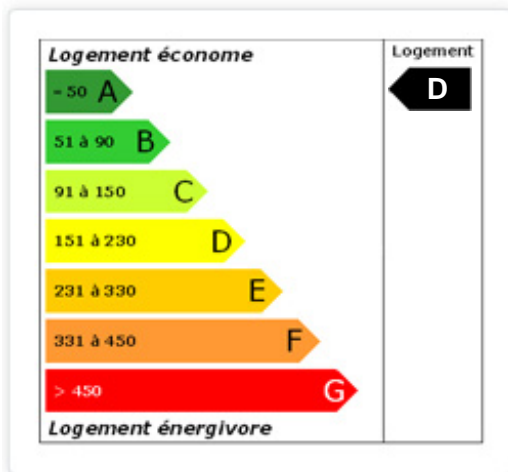 Logement économe
Logement
D
- 50 A
51 à 90 B
91 à 150 C
151 à 230 D
231 à 330 E
331 à 450 F
> 450 G
Logement énergivore